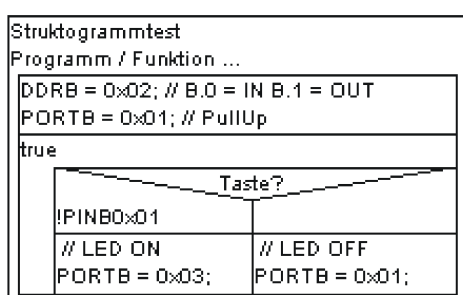 Struktogrammtest
Programm / Funktion ...
DDRB = 0x02; // B.0 = IN B.1 = OUT
PORTB = 0x01; // PullUp
true
Taste?
!PINB0x01
// LED ON
PORTB = 0x03;
// LED OFF
PORTB = 0x01;